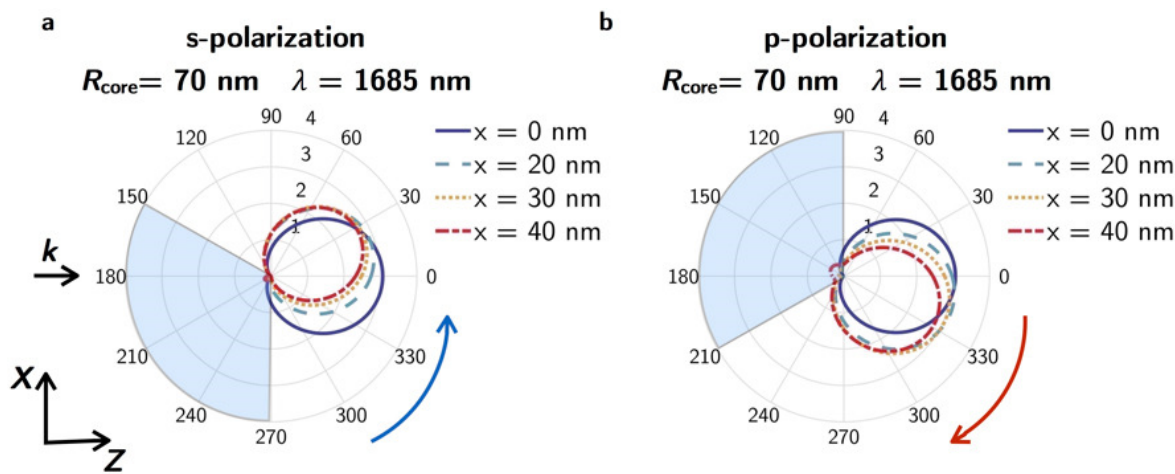 a
s-polarization
R_core= 70 nm λ = 1685 nm
90 4
120 60
3
2
150 30
1
k
180 0
210 330
X
240 300
270
Z
x = 0 nm
x = 20 nm
x = 30 nm
x = 40 nm
b
p-polarization
R_core= 70 nm λ = 1685 nm
90 4
120 60
3
2
150 30
1
180 0
210 330
240 300
270
x = 0 nm
x = 20 nm
x = 30 nm
x = 40 nm